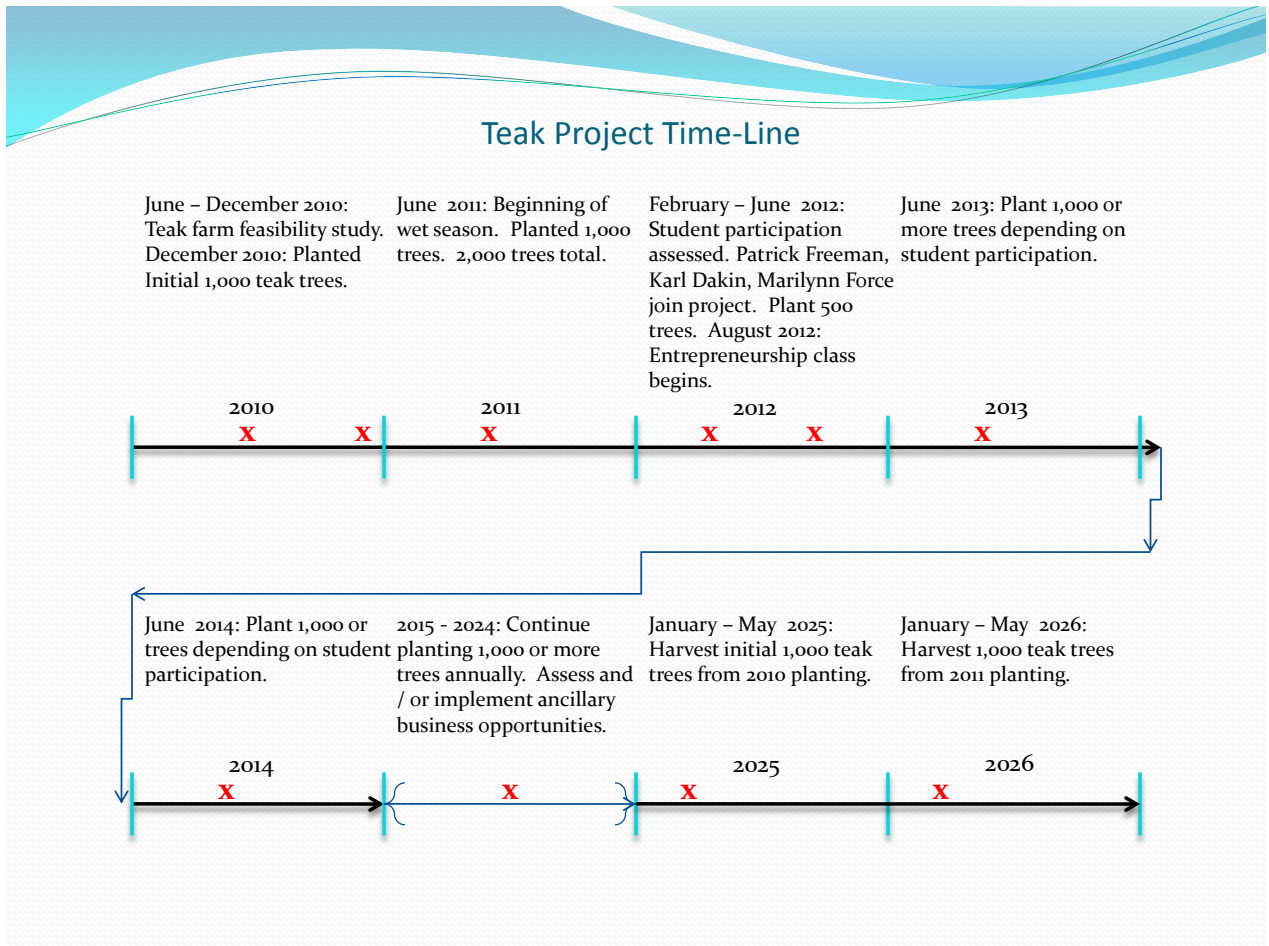 Teak Project Time-Line
June – December 2010:
Teak farm feasibility study.
December 2010: Planted
Initial 1,000 teak trees.
June 2011: Beginning of
wet season. Planted 1,000
trees. 2,000 trees total.
February – June 2012:
Student participation
assessed. Patrick Freeman,
Karl Dakin, Marilynn Force
join project. Plant 500
trees. August 2012:
Entrepreneurship class
begins.
June 2013: Plant 1,000 or
more trees depending on
student participation.
2010
2011
2012
2013
X
X
X
X
X
X
June 2014: Plant 1,000 or
trees depending on student
participation.
2015 - 2024: Continue
planting 1,000 or more
trees annually. Assess and
/ or implement ancillary
business opportunities.
January – May 2025:
Harvest initial 1,000 teak
trees from 2010 planting.
January – May 2026:
Harvest 1,000 teak trees
from 2011 planting.
2014
2025
2026
X
X
X
X